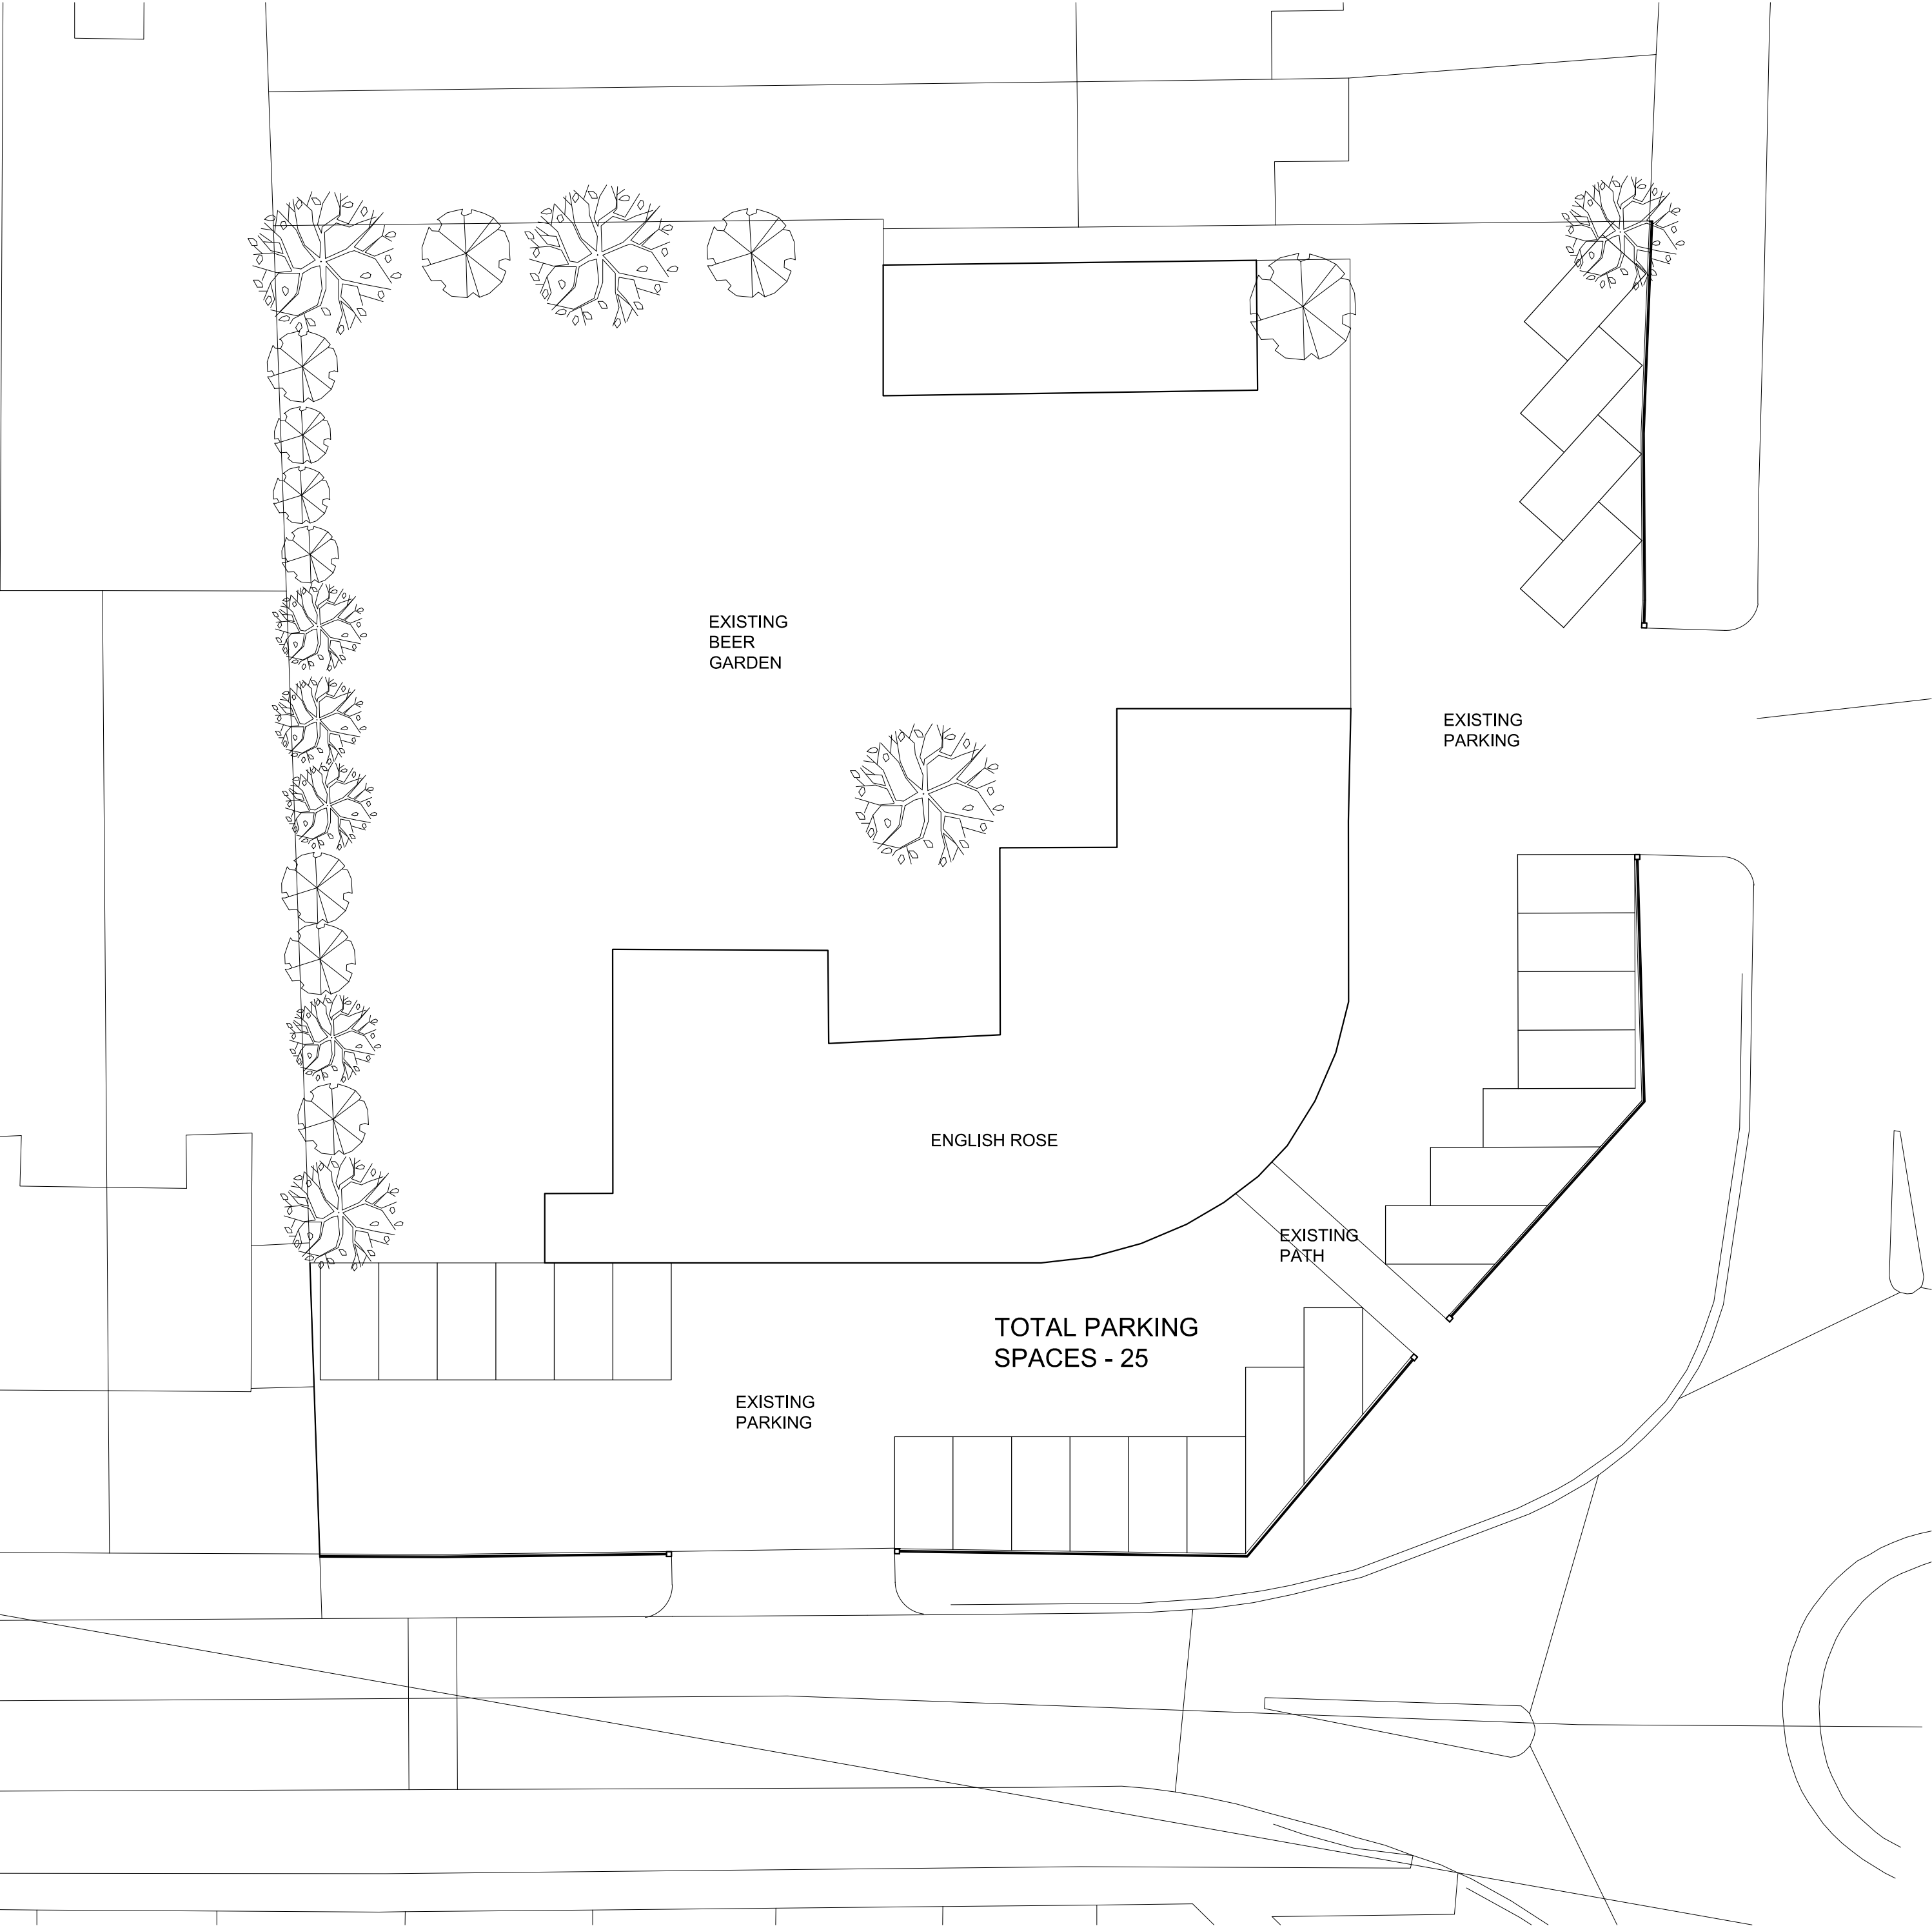 EXISTING
BEER
GARDEN
EXISTING
PARKING
ENGLISH ROSE
EXISTING
PATH
TOTAL PARKING
SPACES - 25
EXISTING
PARKING